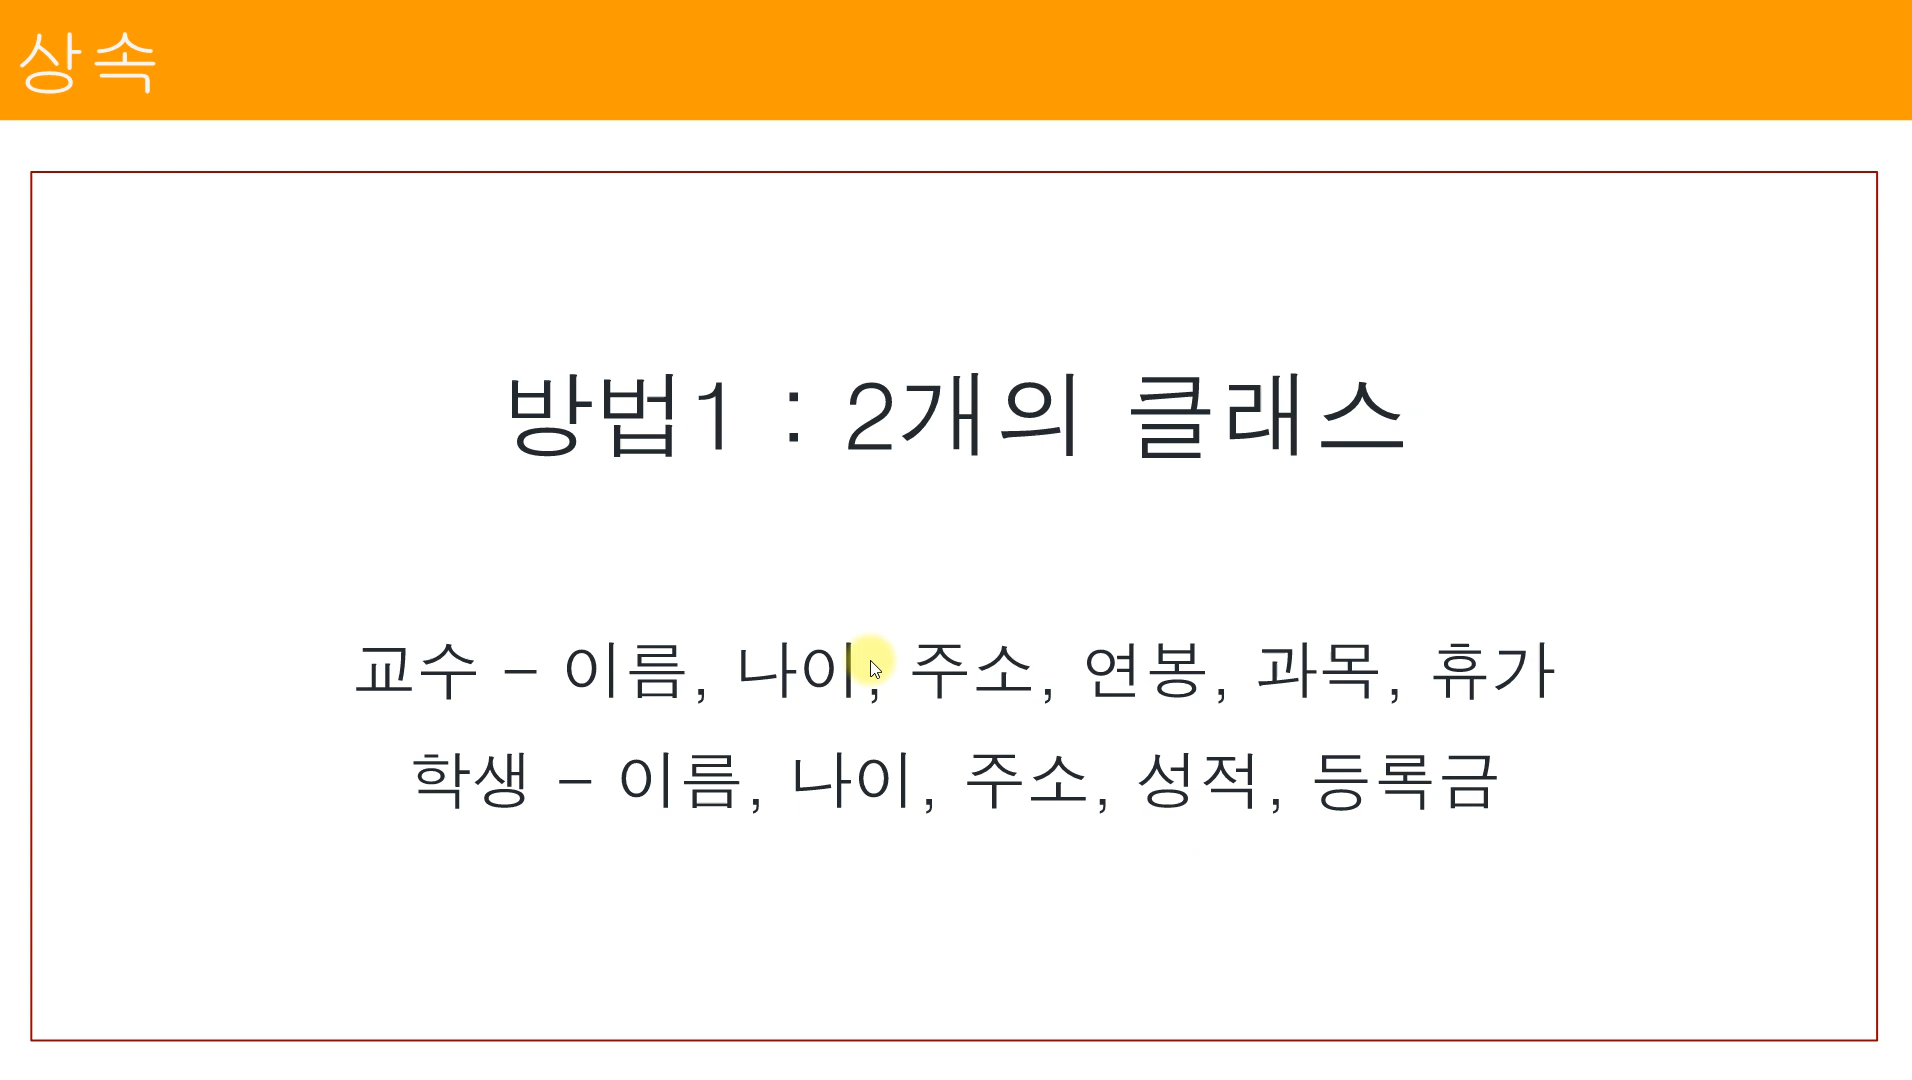 상속
방법1 : 2개의 클래스
교수 - 이름, 나이, 주소, 연봉, 과목, 휴가
학생 - 이름, 나이, 주소, 성적, 등록금